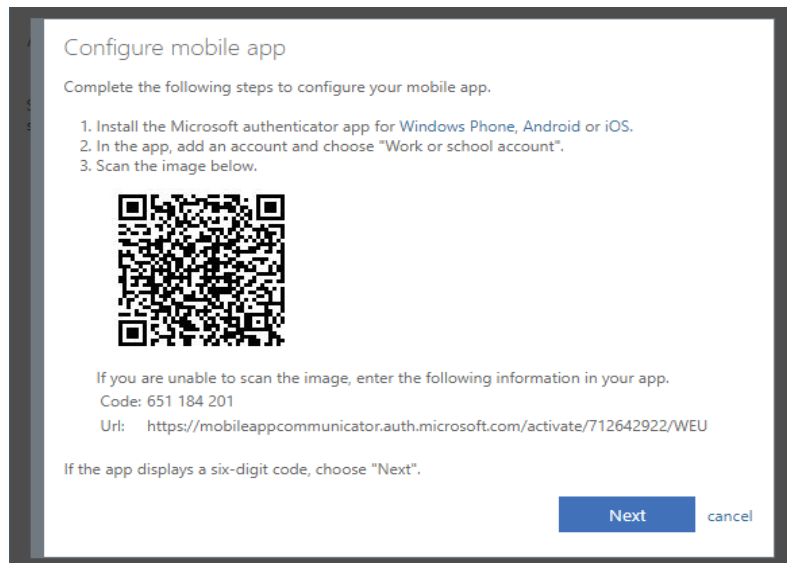 Configure mobile app
Complete the following steps to configure your mobile app.
1. Install the Microsoft authenticator app for Windows Phone, Android or iOS.
2. In the app, add an account and choose "Work or school account".
3. Scan the image below.
If you are unable to scan the image, enter the following information in your app.
Code: 651 184 201
Url: https://mobileappcommunicator.auth.microsoft.com/activate/712642922/WEU
If the app displays a six-digit code, choose "Next".
Next cancel